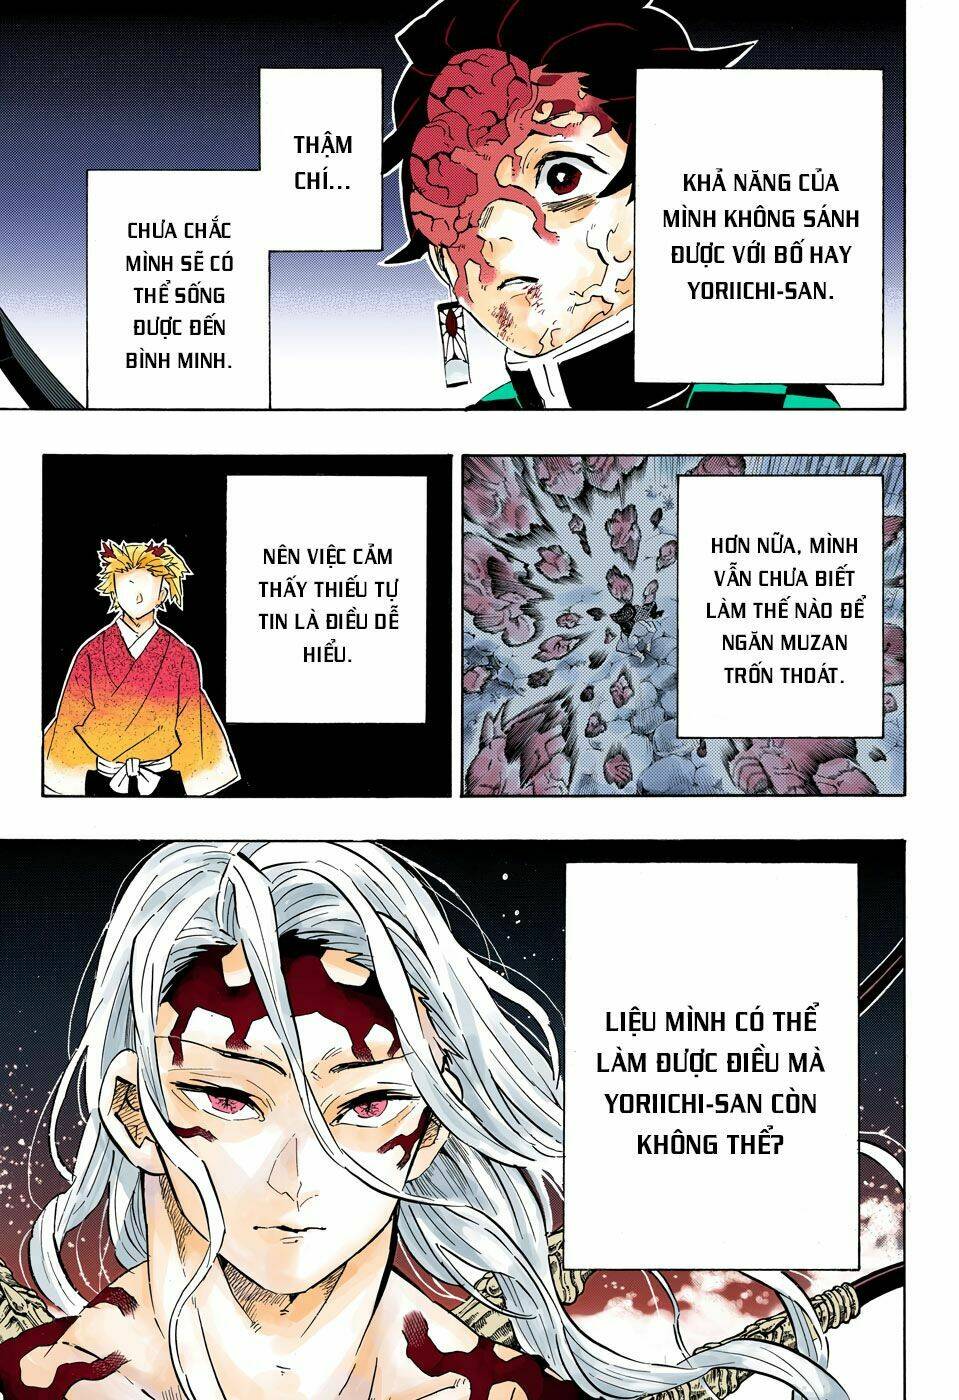 KHẢ NĂNG CỦA
MÌNH KHÔNG SÁNH
ĐƯỢC VỚI BỐ HAY
YORIICHI-SAN.
THẬM
CHÍ...
CHƯA CHẮC
MÌNH SẼ CÓ
THỂ SỐNG
ĐƯỢC ĐẾN
BÌNH MINH.
HƠN NỮA, MÌNH
VẪN CHƯA BIẾT
LÀM THẾ NÀO ĐỂ
NGĂN MUZAN
TRỐN THOÁT.
NÊN VIỆC CẢM
THẤY THIẾU TỰ
TIN LÀ ĐIỀU DỄ
HIỂU.
LIỆU MÌNH CÓ THỂ
LÀM ĐƯỢC ĐIỀU MÀ
YORIICHI-SAN CÒN
KHÔNG THỂ?